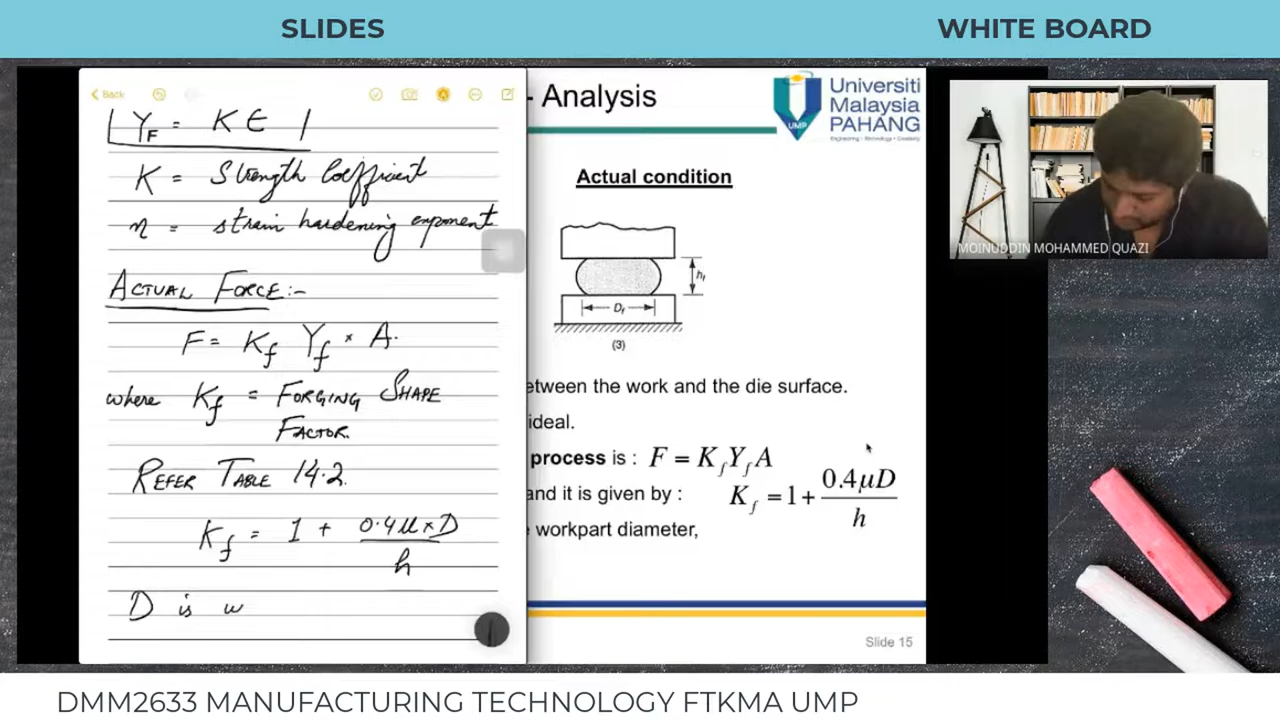 SLIDES
WHITE BOARD
Back
Y_F = K ∈
K = Strength Coefficient
η = strain hardening exponent
ACTUAL FORCE:-
F = K_f Y_f × A.
where K_f = FORGING SHAPE
FACTOR.
REFER TABLE 14.2.
K_f = 1 + 0.4μ×D / h
D is w
- Analysis
UMP
Universiti
Malaysia
PAHANG
Actual condition
h_f
D_f
(3)
etween the work and the die surface.
ideal.
process is : F = K_f Y_f A
and it is given by : K_f = 1 + 0.4μD / h
workpart diameter,
Slide 15
MOINUDDIN MOHAMMED QUAZI
DMM2633 MANUFACTURING TECHNOLOGY FTKMA UMP